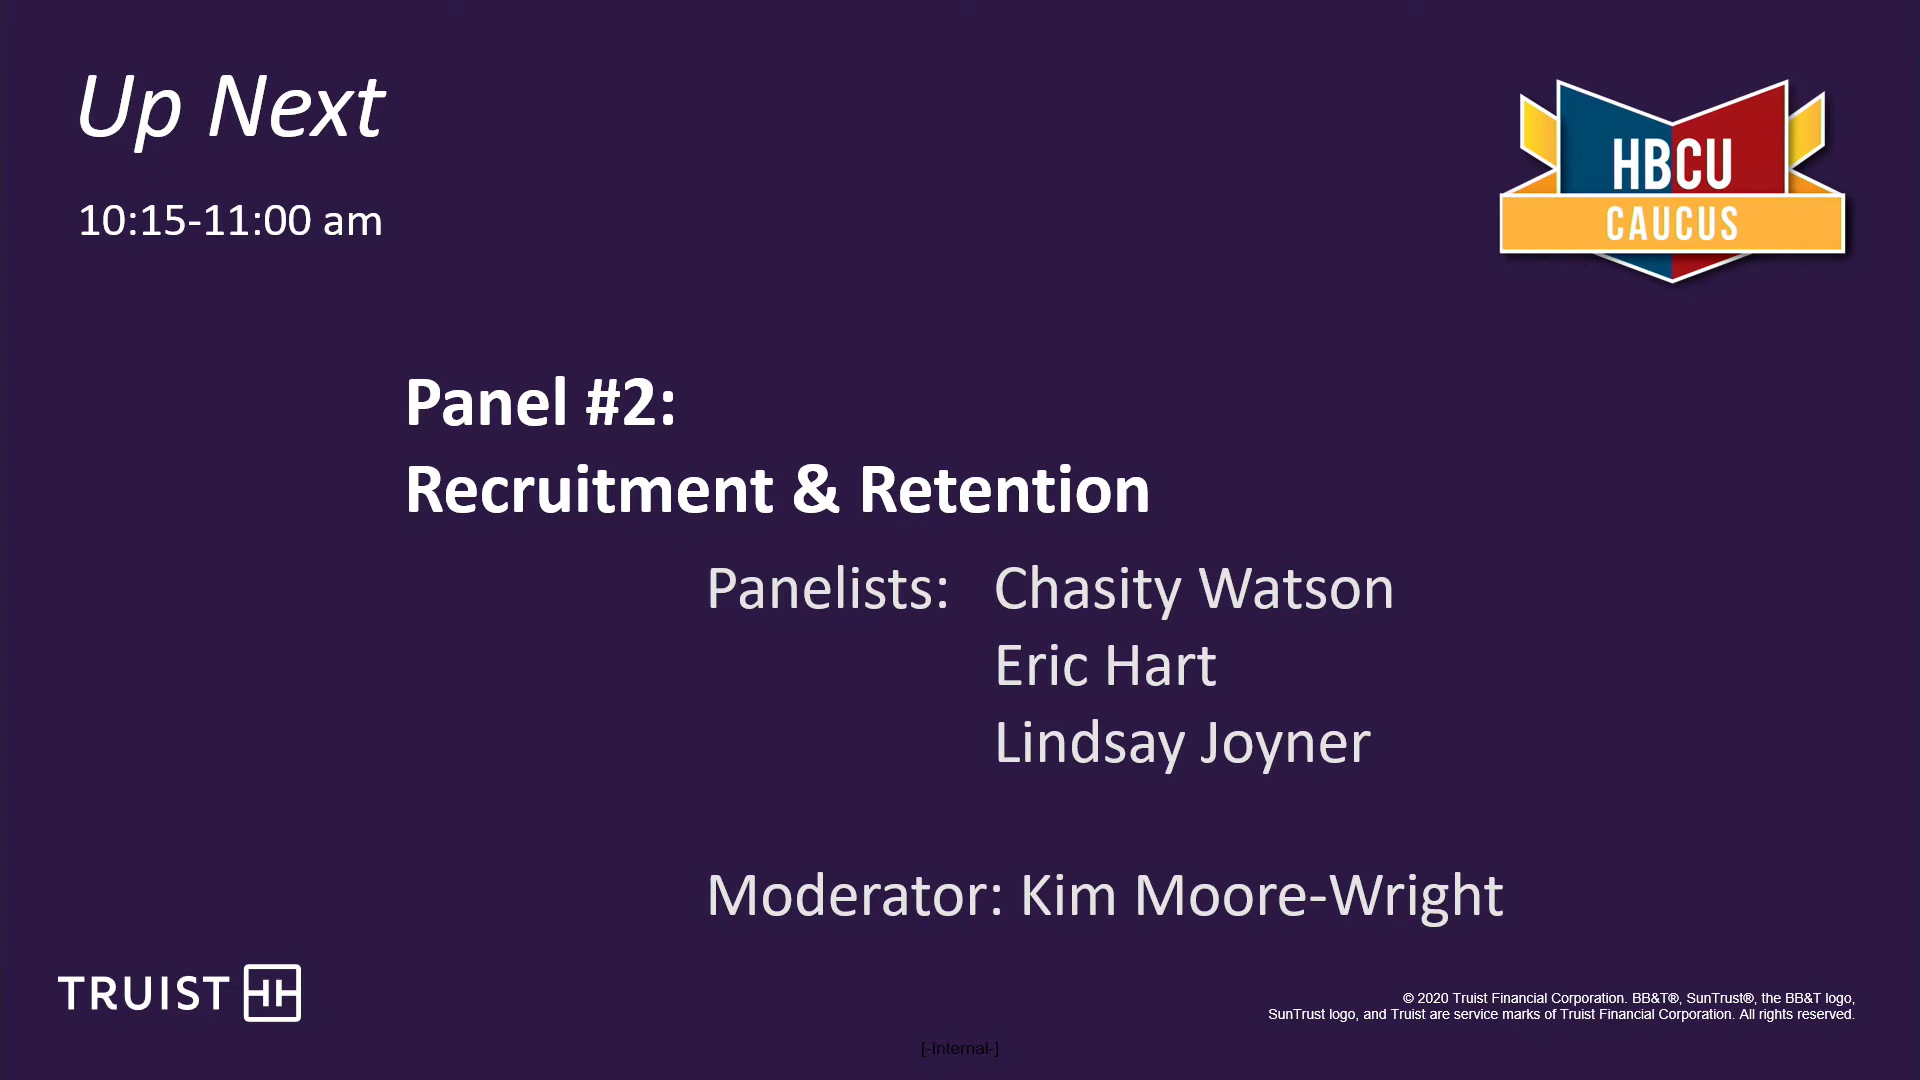 Up Next
10:15-11:00 am
HBCU
CAUCUS
Panel #2:
Recruitment & Retention
Panelists: Chasity Watson
Eric Hart
Lindsay Joyner
Moderator: Kim Moore-Wright
TRUIST
© 2020 Truist Financial Corporation. BB&T®, SunTrust®, the BB&T logo,
SunTrust logo, and Truist are service marks of Truist Financial Corporation. All rights reserved.
[-Internal-]